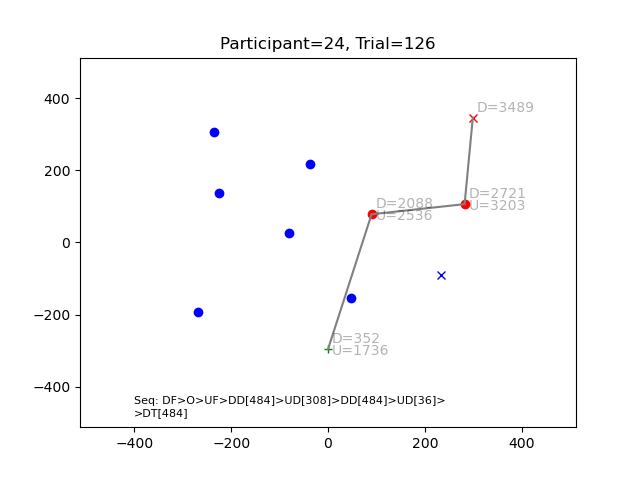 Participant=24, Trial=126
400
200
0
−200
−400
D=3489
D=2721
U=3203
D=2088
U=2536
D=352
U=1736
Seq: DF>O>UF>DD[484]>UD[308]>DD[484]>UD[36]>
>DT[484]
−400
−200
0
200
400